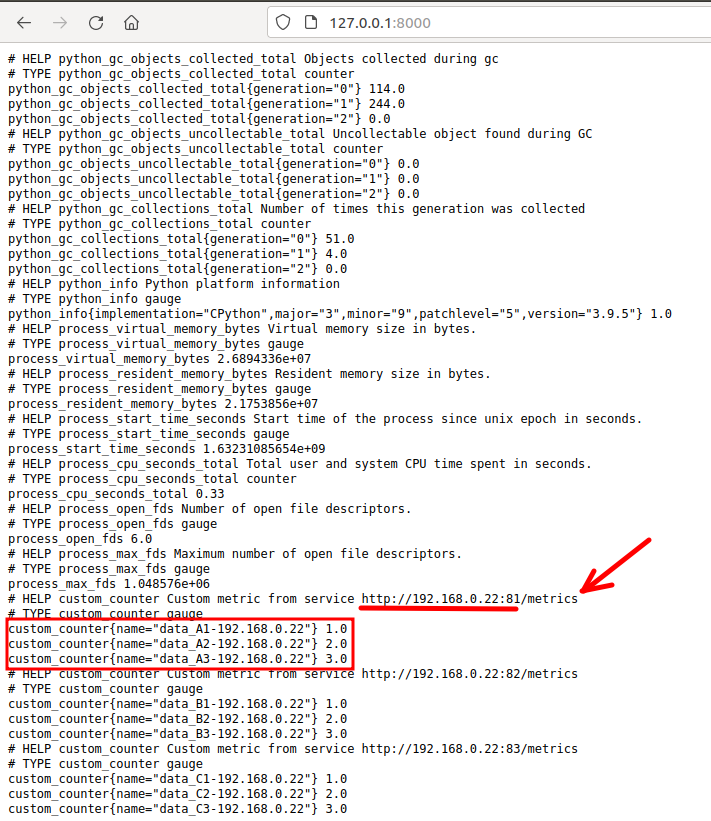 127.0.0.1:8000
# HELP python_gc_objects_collected_total Objects collected during gc
# TYPE python_gc_objects_collected_total counter
python_gc_objects_collected_total{generation="0"} 114.0
python_gc_objects_collected_total{generation="1"} 244.0
python_gc_objects_collected_total{generation="2"} 0.0
# HELP python_gc_objects_uncollectable_total Uncollectable object found during GC
# TYPE python_gc_objects_uncollectable_total counter
python_gc_objects_uncollectable_total{generation="0"} 0.0
python_gc_objects_uncollectable_total{generation="1"} 0.0
python_gc_objects_uncollectable_total{generation="2"} 0.0
# HELP python_gc_collections_total Number of times this generation was collected
# TYPE python_gc_collections_total counter
python_gc_collections_total{generation="0"} 51.0
python_gc_collections_total{generation="1"} 4.0
python_gc_collections_total{generation="2"} 0.0
# HELP python_info Python platform information
# TYPE python_info gauge
python_info{implementation="CPython",major="3",minor="9",patchlevel="5",version="3.9.5"} 1.0
# HELP process_virtual_memory_bytes Virtual memory size in bytes.
# TYPE process_virtual_memory_bytes gauge
process_virtual_memory_bytes 2.6894336e+07
# HELP process_resident_memory_bytes Resident memory size in bytes.
# TYPE process_resident_memory_bytes gauge
process_resident_memory_bytes 2.1753856e+07
# HELP process_start_time_seconds Start time of the process since unix epoch in seconds.
# TYPE process_start_time_seconds gauge
process_start_time_seconds 1.63231085654e+09
# HELP process_cpu_seconds_total Total user and system CPU time spent in seconds.
# TYPE process_cpu_seconds_total counter
process_cpu_seconds_total 0.33
# HELP process_open_fds Number of open file descriptors.
# TYPE process_open_fds gauge
process_open_fds 6.0
# HELP process_max_fds Maximum number of open file descriptors.
# TYPE process_max_fds gauge
process_max_fds 1.048576e+06
# HELP custom_counter Custom metric from service http://192.168.0.22:81/metrics
# TYPE custom_counter gauge
custom_counter{name="data_A1-192.168.0.22"} 1.0
custom_counter{name="data_A2-192.168.0.22"} 2.0
custom_counter{name="data_A3-192.168.0.22"} 3.0
# HELP custom_counter Custom metric from service http://192.168.0.22:82/metrics
# TYPE custom_counter gauge
custom_counter{name="data_B1-192.168.0.22"} 1.0
custom_counter{name="data_B2-192.168.0.22"} 2.0
custom_counter{name="data_B3-192.168.0.22"} 3.0
# HELP custom_counter Custom metric from service http://192.168.0.22:83/metrics
# TYPE custom_counter gauge
custom_counter{name="data_C1-192.168.0.22"} 1.0
custom_counter{name="data_C2-192.168.0.22"} 2.0
custom_counter{name="data_C3-192.168.0.22"} 3.0